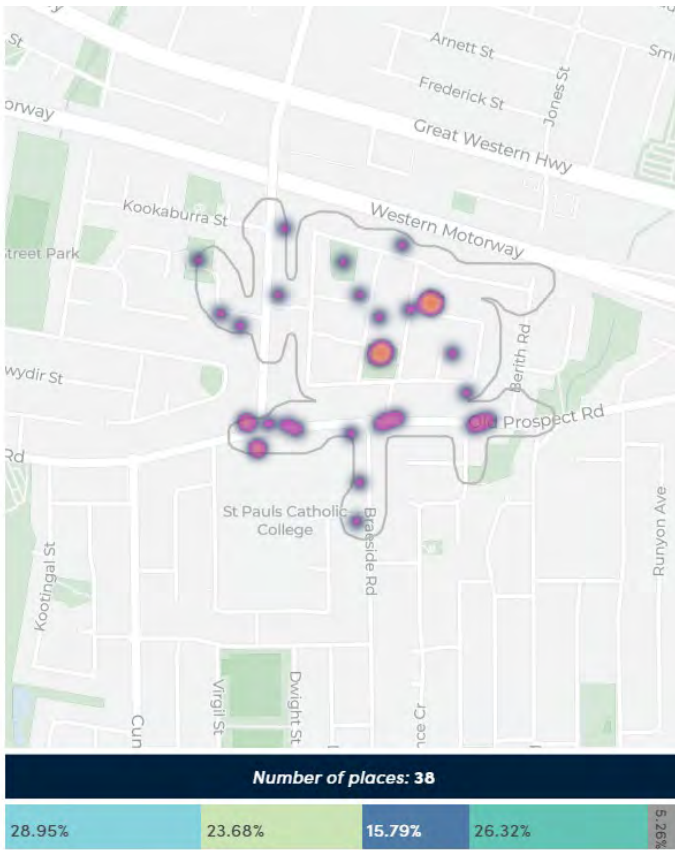 St
Arnett St
Smi
Frederick St
Jones St
orway
Great Western Hwy
Kookaburra St
Western Motorway
treet Park
Berith Rd
wydir St
Old Prospect Rd
Rd
St Pauls Catholic
College
Braeside Rd
Runyon Ave
Kootingal St
Virgil St
Dwight St
Cun
nce Cr
Number of places: 38
28.95%
23.68%
15.79%
26.32%
5.26%